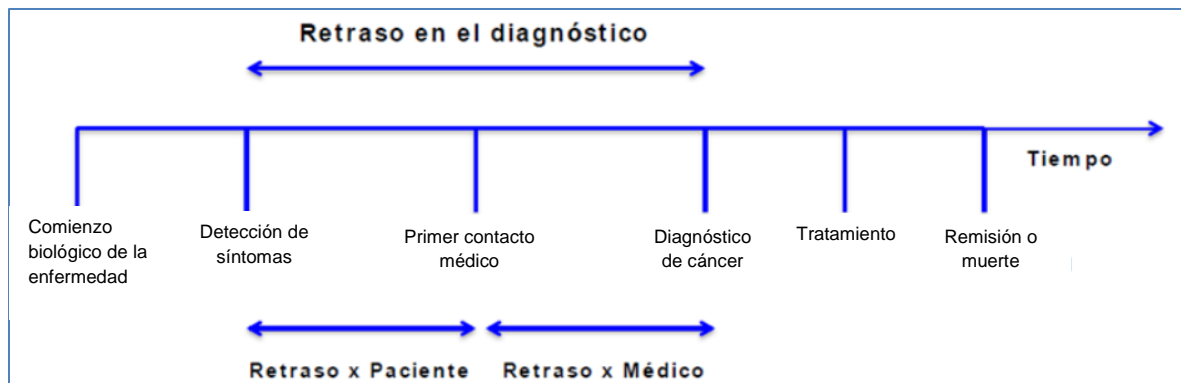 Retraso en el diagnóstico
Tiempo
Comienzo
biológico de la
enfermedad
Detección de
síntomas
Primer contacto
médico
Diagnóstico
de cáncer
Tratamiento
Remisión o
muerte
Retraso x Paciente
Retraso x Médico